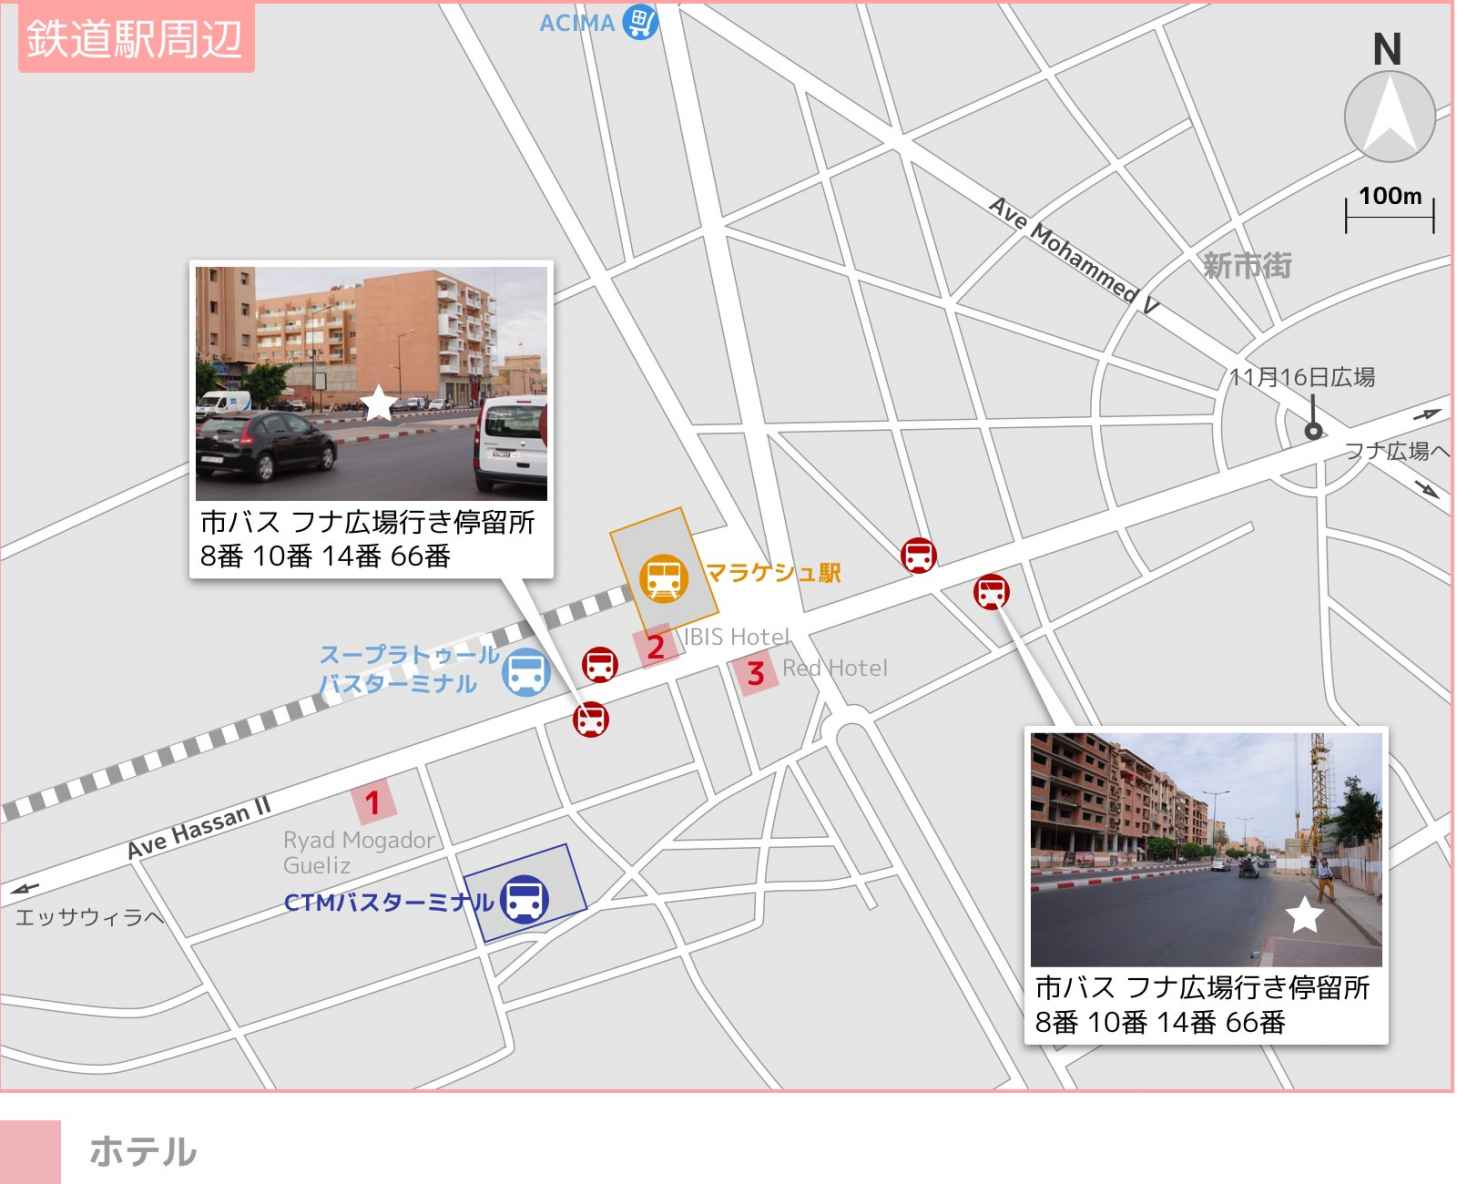 鉄道駅周辺
ACIMA
N
100m
Ave Mohammed V
新市街
11月16日広場
フナ広場へ
市バス フナ広場行き停留所
8番 10番 14番 66番
マラケシュ駅
2 IBIS Hotel
スープラトゥール
バスターミナル
3 Red Hotel
1
Ave Hassan II
Ryad Mogador
Gueliz
CTMバスターミナル
エッサウィラへ
市バス フナ広場行き停留所
8番 10番 14番 66番
ホテル